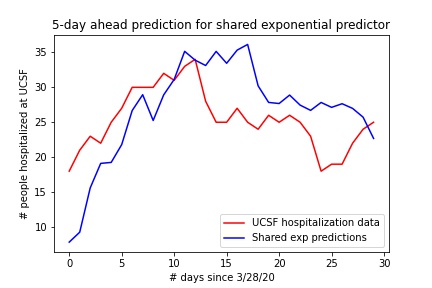 5-day ahead prediction for shared exponential predictor
# people hospitalized at UCSF
35
30
25
20
15
10
UCSF hospitalization data
Shared exp predictions
0 5 10 15 20 25 30
# days since 3/28/20